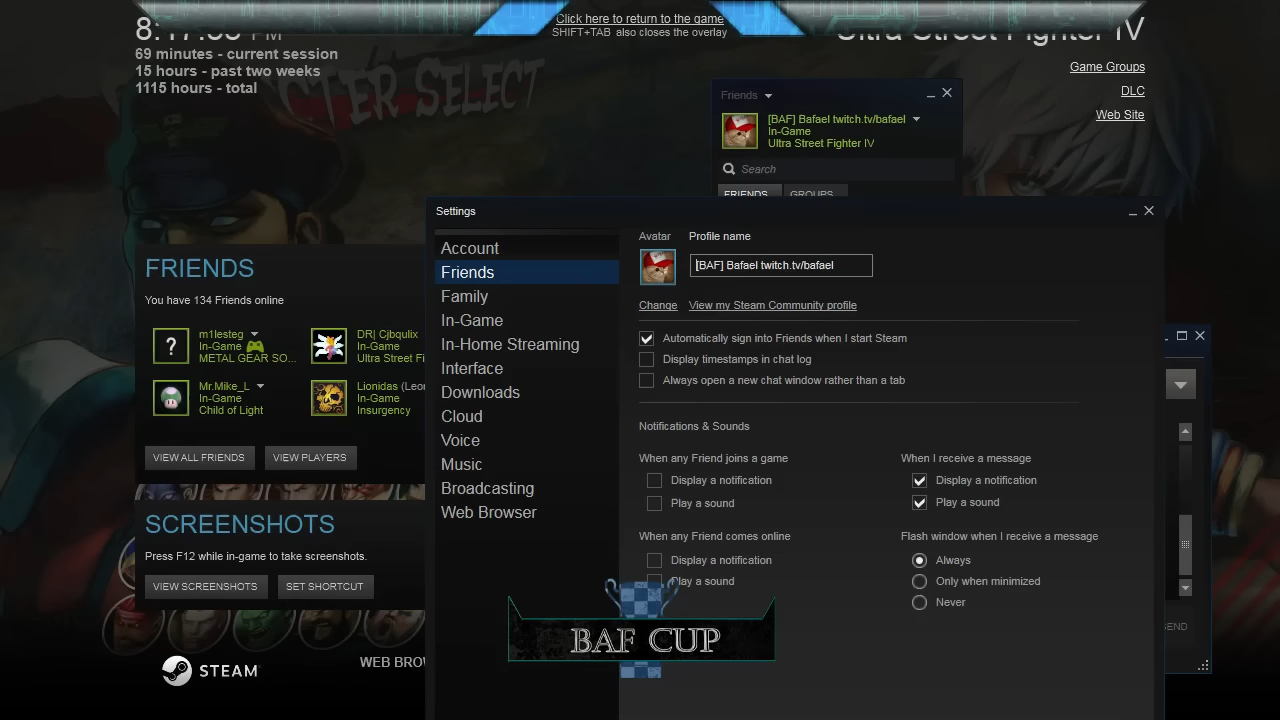 Click here to return to the game
SHIFT+TAB also closes the overlay
PM
69 minutes - current session
15 hours - past two weeks
1115 hours - total
Ultra Street Fighter IV
Game Groups
DLC
Web Site
TER SELECT
Friends
[BAF] Bafael twitch.tv/bafael
In-Game
Ultra Street Fighter IV
Search
FRIENDS GROUPS
Settings
Account
Friends
Family
In-Game
In-Home Streaming
Interface
Downloads
Cloud
Voice
Music
Broadcasting
Web Browser
Avatar Profile name
[BAF] Bafael twitch.tv/bafael
Change View my Steam Community profile
Automatically sign into Friends when I start Steam
Display timestamps in chat log
Always open a new chat window rather than a tab
Notifications & Sounds
When any Friend joins a game
Display a notification
Play a sound
When I receive a message
Display a notification
Play a sound
When any Friend comes online
Display a notification
Play a sound
Flash window when I receive a message
Always
Only when minimized
Never
FRIENDS
You have 134 Friends online
m1lesteg
In-Game
METAL GEAR SO...
DR| Cjboulix
In-Game
Ultra Street Fi
Mr.Mike_L
In-Game
Child of Light
Lionidas (Leon
In-Game
Insurgency
VIEW ALL FRIENDS VIEW PLAYERS
SCREENSHOTS
Press F12 while in-game to take screenshots.
VIEW SCREENSHOTS SET SHORTCUT
STEAM
WEB BROW
BAF CUP
SEND